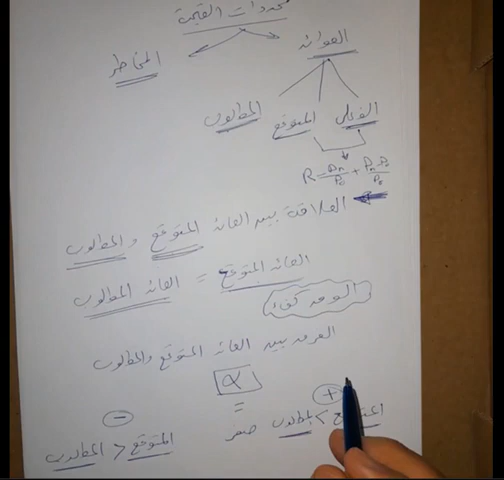 محددات القيمة
العوائد
المخاطر
الفعلي المتوقع المطلوب
R = Dn/P0 + Pn-P0/P0
العلاقة بين العائد المتوقع و المطلوب
العائد المتوقع = العائد المطلوب
السوق كفء
الفرق بين العائد المتوقع والمطلوب
α
=
+ صفر -
المتوقع > المطلوب
المتوقع < المطلوب